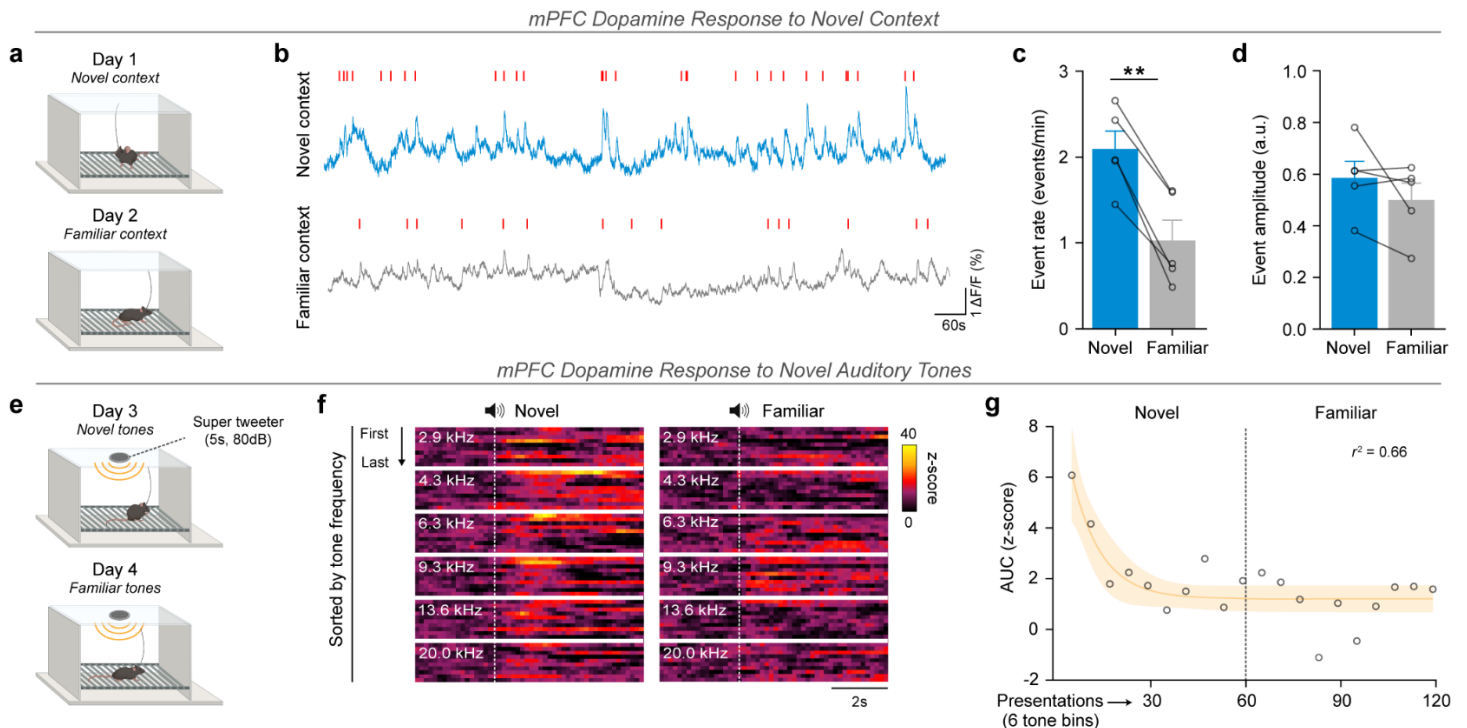 mPFC Dopamine Response to Novel Context
a
Day 1
Novel context
Day 2
Familiar context
b
Novel context
Familiar context
1 ΔF/F (%)
60s
c
**
Event rate (events/min)
3
2
1
0
Novel
Familiar
d
Event amplitude (a.u.)
1.0
0.8
0.6
0.4
0.2
0.0
Novel
Familiar
mPFC Dopamine Response to Novel Auditory Tones
e
Day 3
Novel tones
Super tweeter
(5s, 80dB)
Day 4
Familiar tones
f
Novel
Familiar
First
Last
Sorted by tone frequency
2.9 kHz
4.3 kHz
6.3 kHz
9.3 kHz
13.6 kHz
20.0 kHz
2.9 kHz
4.3 kHz
6.3 kHz
9.3 kHz
13.6 kHz
20.0 kHz
40
z-score
0
2s
g
Novel
Familiar
r² = 0.66
AUC (z-score)
8
6
4
2
0
-2
Presentations →
(6 tone bins)
30
60
90
120